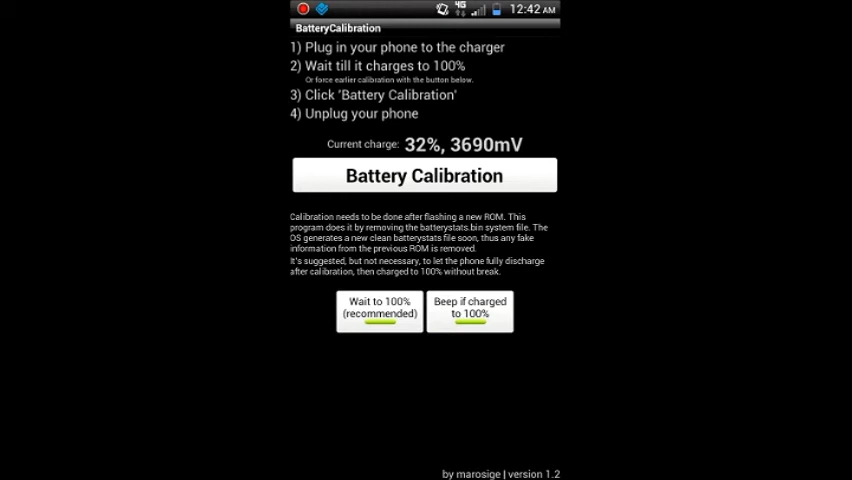 4G 12:42 AM
BatteryCalibration
1) Plug in your phone to the charger
2) Wait till it charges to 100%
Or force earlier calibration with the button below.
3) Click 'Battery Calibration'
4) Unplug your phone
Current charge: 32%, 3690mV
Battery Calibration
Calibration needs to be done after flashing a new ROM. This
program does it by removing the batterystats.bin system file. The
OS generates a new clean batterystats file soon, thus any fake
information from the previous ROM is removed.
It's suggested, but not necessary, to let the phone fully discharge
after calibration, then charged to 100% without break.
Wait to 100%
(recommended)
Beep if charged
to 100%
by marosige | version 1.2